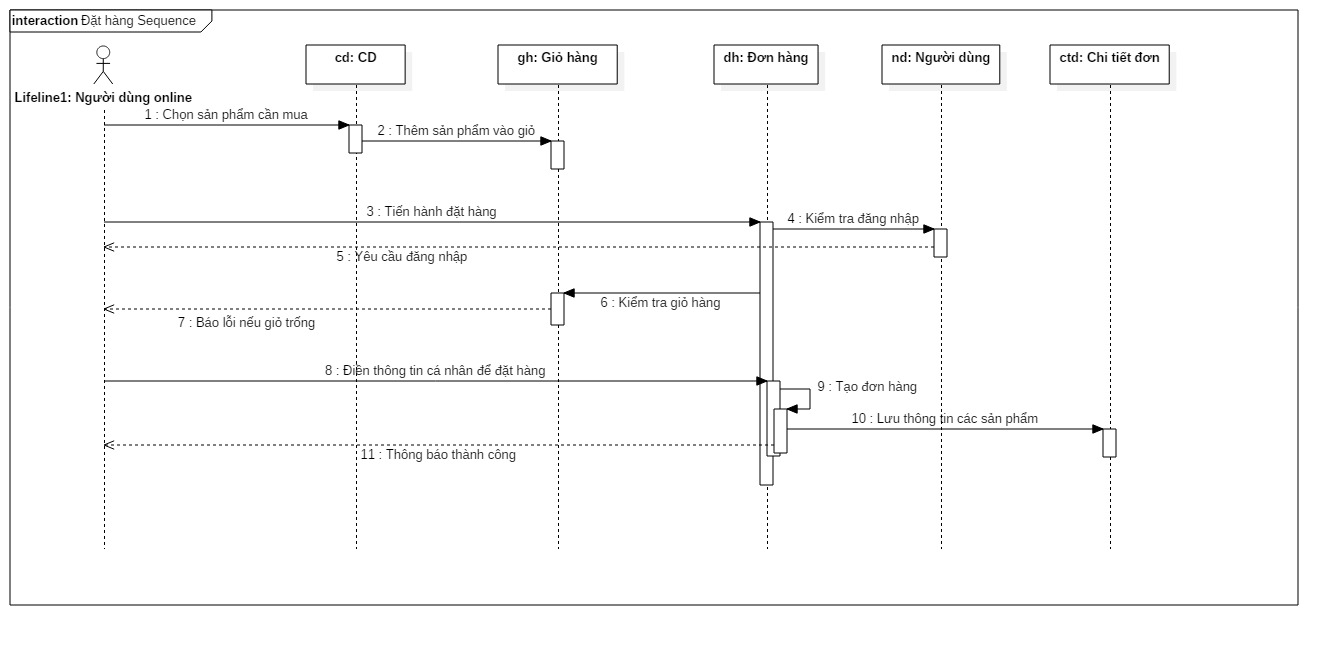 interaction Đặt hàng Sequence
cd: CD
gh: Giỏ hàng
dh: Đơn hàng
nd: Người dùng
ctd: Chi tiết đơn
Lifeline1: Người dùng online
1 : Chọn sản phẩm cần mua
2 : Thêm sản phẩm vào giỏ
3 : Tiến hành đặt hàng
4 : Kiểm tra đăng nhập
5 : Yêu cầu đăng nhập
6 : Kiểm tra giỏ hàng
7 : Báo lỗi nếu giỏ trống
8 : Điền thông tin cá nhân để đặt hàng
9 : Tạo đơn hàng
10 : Lưu thông tin các sản phẩm
11 : Thông báo thành công